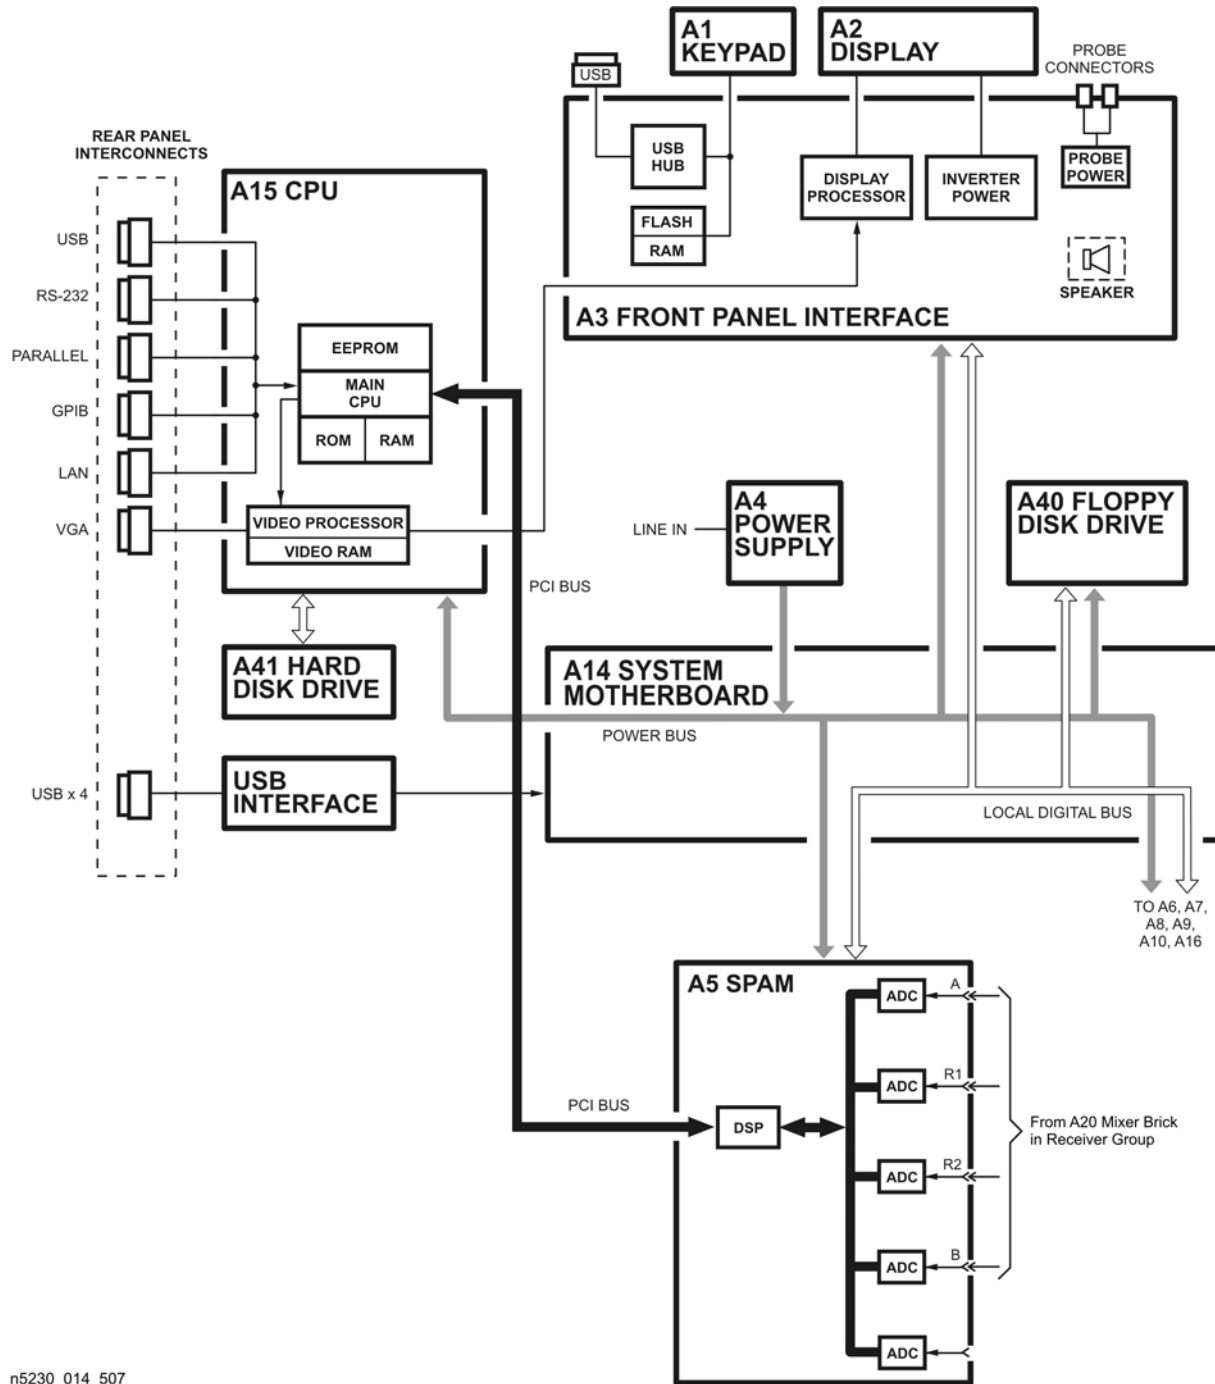 A1
KEYPAD
A2
DISPLAY
PROBE
CONNECTORS
USB
REAR PANEL
INTERCONNECTS
USB
HUB
FLASH
RAM
DISPLAY
PROCESSOR
INVERTER
POWER
PROBE
POWER
SPEAKER
A3 FRONT PANEL INTERFACE
A15 CPU
USB
RS-232
PARALLEL
GPIB
LAN
VGA
EEPROM
MAIN
CPU
ROM
RAM
VIDEO PROCESSOR
VIDEO RAM
PCI BUS
LINE IN
A4
POWER
SUPPLY
A40 FLOPPY
DISK DRIVE
A41 HARD
DISK DRIVE
A14 SYSTEM
MOTHERBOARD
POWER BUS
USB x 4
USB
INTERFACE
LOCAL DIGITAL BUS
TO A6, A7,
A8, A9,
A10, A16
A5 SPAM
ADC
A
ADC
R1
PCI BUS
DSP
From A20 Mixer Brick
in Receiver Group
ADC
R2
ADC
B
ADC
n5230_014_507